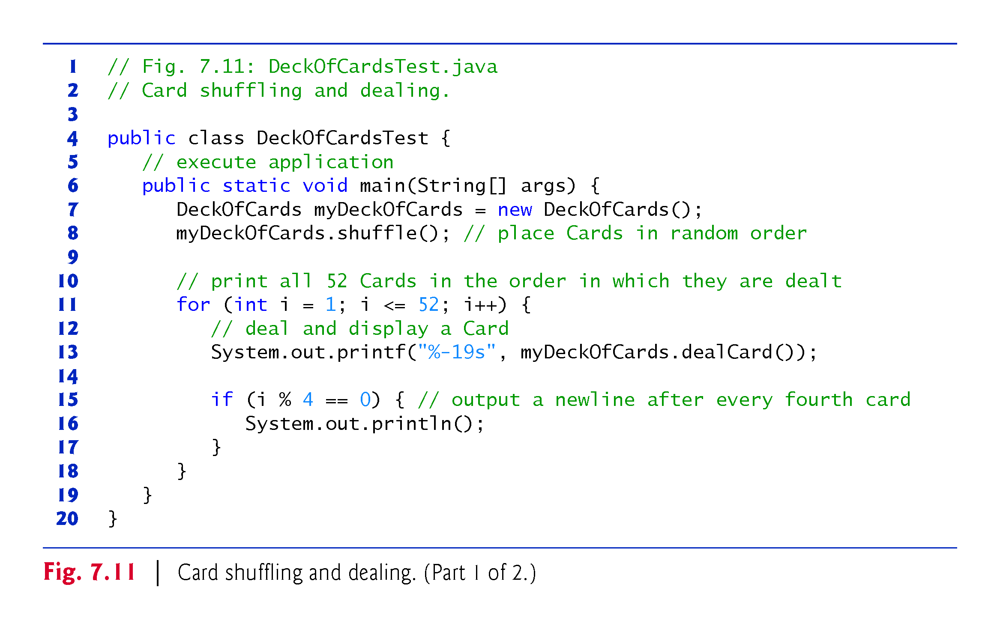 1 // Fig. 7.11: DeckOfCardsTest.java
2 // Card shuffling and dealing.
3
4 public class DeckOfCardsTest {
5    // execute application
6    public static void main(String[] args) {
7       DeckOfCards myDeckOfCards = new DeckOfCards();
8       myDeckOfCards.shuffle(); // place Cards in random order
9
10       // print all 52 Cards in the order in which they are dealt
11       for (int i = 1; i <= 52; i++) {
12          // deal and display a Card
13          System.out.printf("%-19s", myDeckOfCards.dealCard());
14
15          if (i % 4 == 0) { // output a newline after every fourth card
16             System.out.println();
17          }
18       }
19    }
20 }
Fig. 7.11 | Card shuffling and dealing. (Part 1 of 2.)